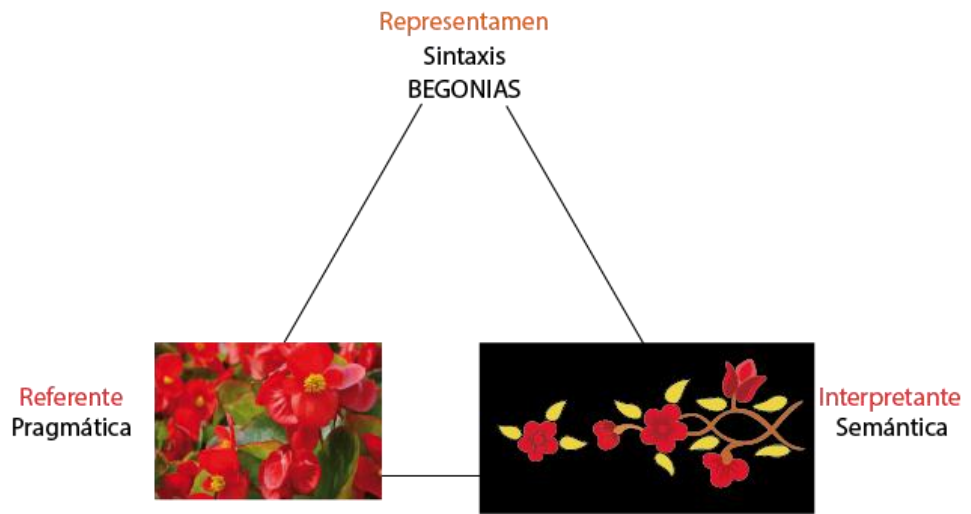 Representamen
Sintaxis
BEGONIAS
Referente
Pragmática
Interpretante
Semántica